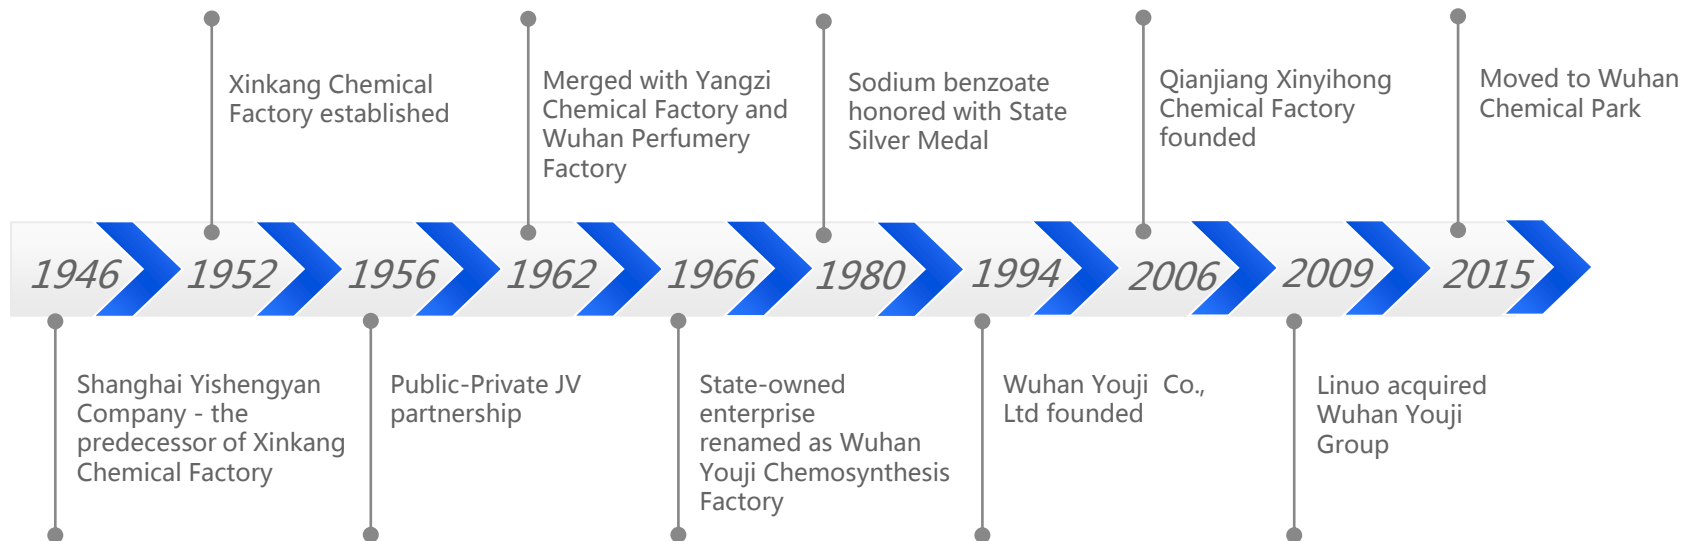 Xinkang Chemical
Factory established
Merged with Yangzi
Chemical Factory and
Wuhan Perfumery
Factory
Sodium benzoate
honored with State
Silver Medal
Qianjiang Xinyihong
Chemical Factory
founded
Moved to Wuhan
Chemical Park
1946 1952 1956 1962 1966 1980 1994 2006 2009 2015
Shanghai Yishengyan
Company - the
predecessor of Xinkang
Chemical Factory
Public-Private JV
partnership
State-owned
enterprise
renamed as Wuhan
Youji Chemosynthesis
Factory
Wuhan Youji  Co.,
Ltd founded
Linuo acquired
Wuhan Youji
Group